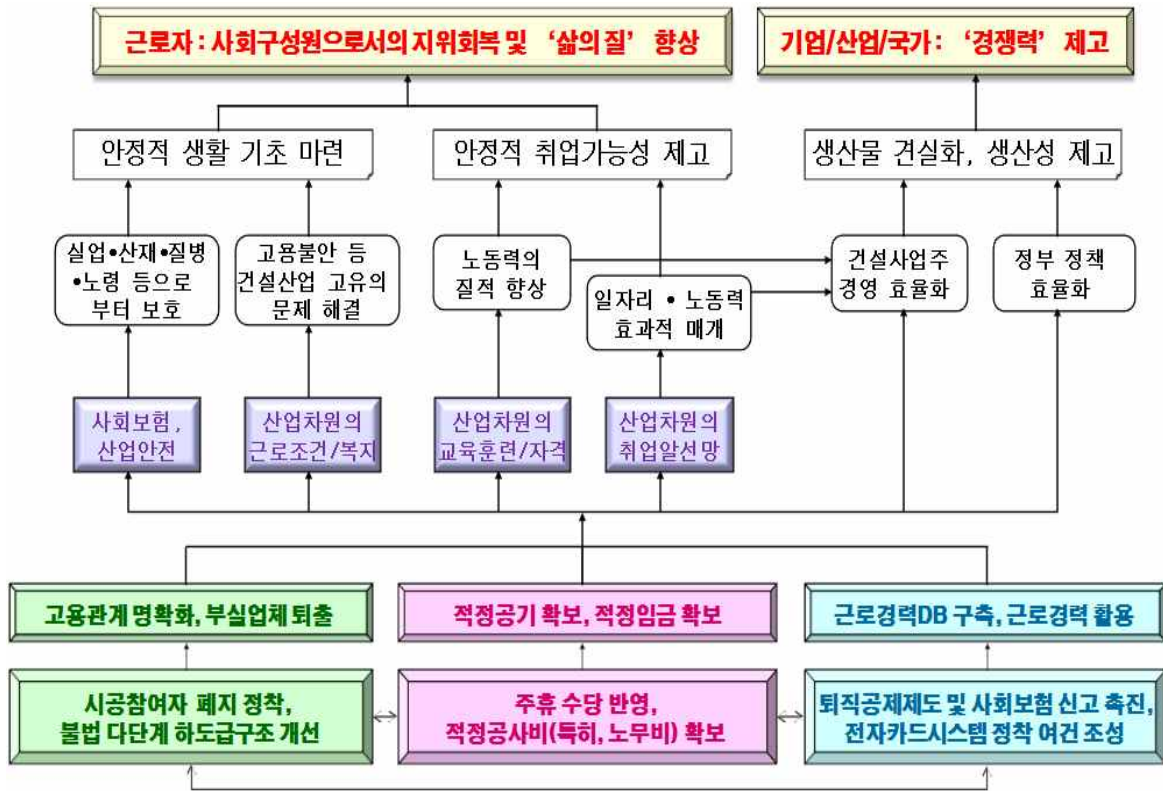 근로자 : 사회구성원으로서의 지위회복 및 ‘삶의 질’ 향상
기업/산업/국가 : ‘경쟁력’ 제고
안정적 생활 기초 마련
안정적 취업가능성 제고
생산물 견실화, 생산성 제고
실업•산재•질병
•노령 등으로
부터 보호
고용불안 등
건설산업 고유의
문제 해결
노동력의
질적 향상
일자리 • 노동력
효과적 매개
건설사업주
경영 효율화
정부 정책
효율화
사회보험,
산업안전
산업차원의
근로조건/복지
산업차원의
교육훈련/자격
산업차원의
취업알선망
고용관계 명확화, 부실업체 퇴출
적정공기 확보, 적정임금 확보
근로경력DB 구축, 근로경력 활용
시공참여자 폐지 정착,
불법 다단계 하도급구조 개선
주휴 수당 반영,
적정공사비(특히, 노무비) 확보
퇴직공제제도 및 사회보험 신고 촉진,
전자카드시스템 정착 여건 조성